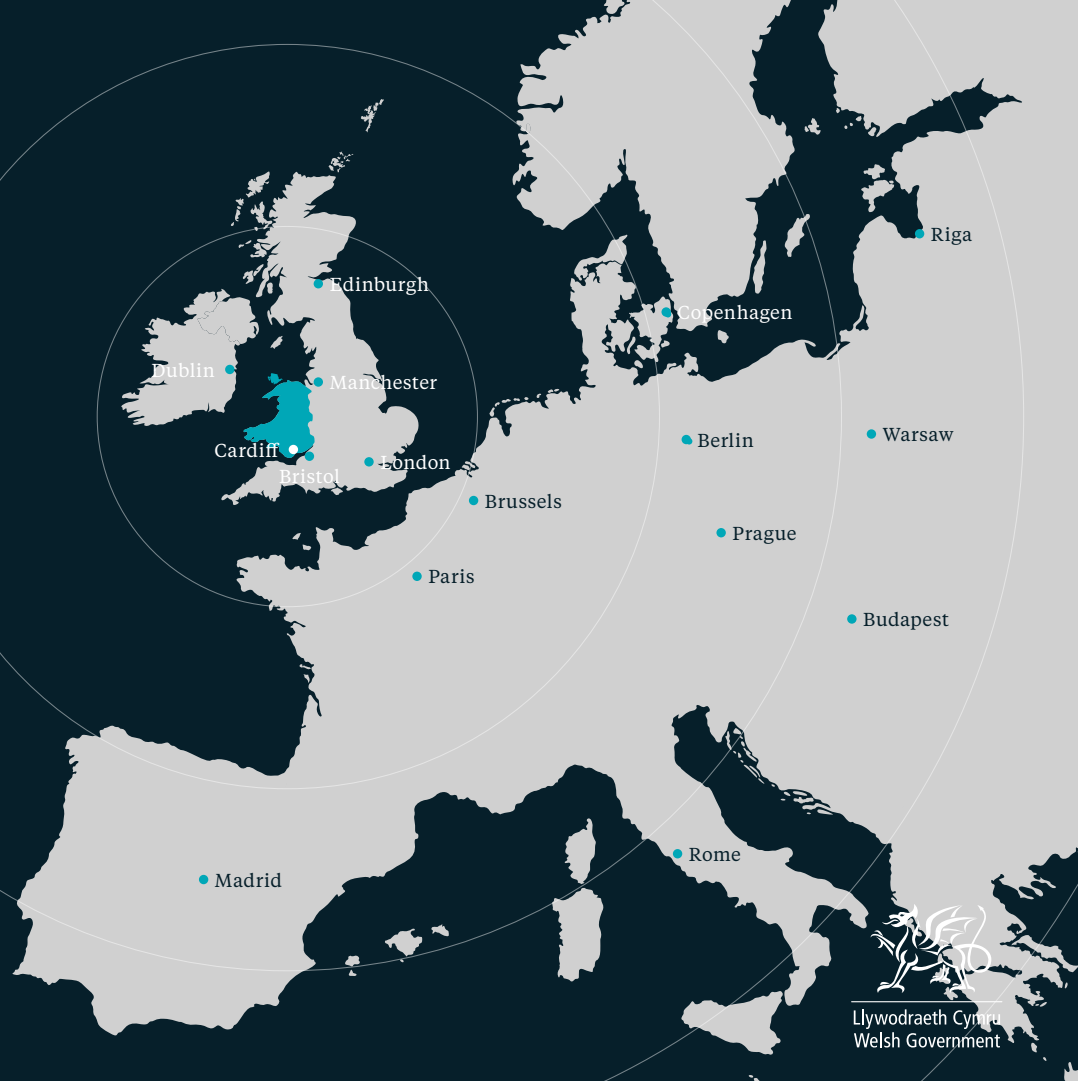 Riga
Edinburgh
Copenhagen
Dublin
Manchester
Berlin
Warsaw
Cardiff
London
Bristol
Brussels
Prague
Paris
Budapest
Rome
Madrid
Llywodraeth Cymru
Welsh Government